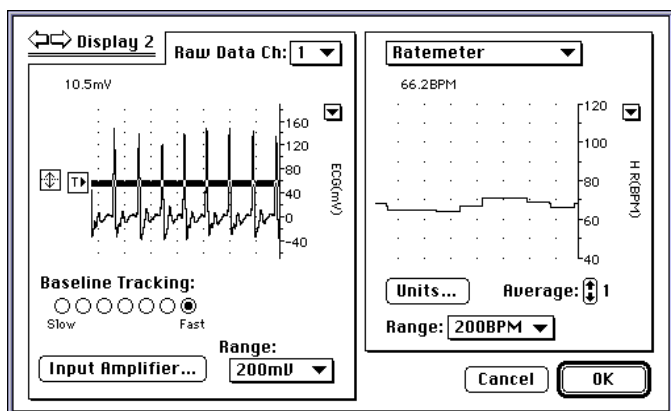 Display 2
Raw Data Ch: 1
10.5mV
160
120
80
40
0
-40
ECG(mV)
T
Baseline Tracking:
Slow
Fast
Range:
Input Amplifier...
200mV
Ratemeter
66.2BPM
120
100
80
60
40
HR(BPM)
Units...
Average: 1
Range: 200BPM
Cancel
OK